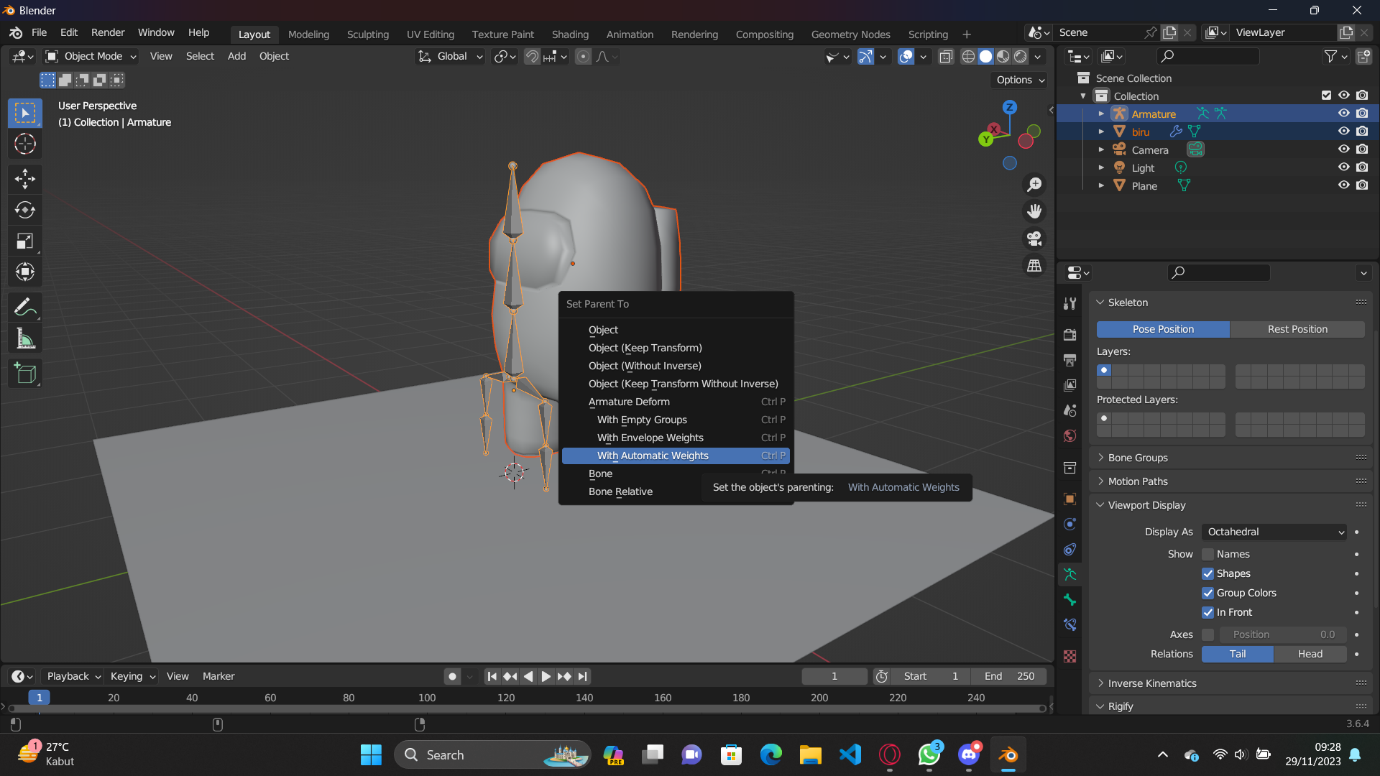 Blender
File Edit Render Window Help Layout Modeling Sculpting UV Editing Texture Paint Shading Animation Rendering Compositing Geometry Nodes Scripting + Scene ViewLayer
Object Mode View Select Add Object Global
Options
User Perspective
(1) Collection | Armature
Z
X
Y
Scene Collection
Collection
Armature
biru
Camera
Light
Plane
Set Parent To
Object
Object (Keep Transform)
Object (Without Inverse)
Object (Keep Transform Without Inverse)
Armature Deform Ctrl P
With Empty Groups Ctrl P
With Envelope Weights Ctrl P
With Automatic Weights Ctrl P
Bone Ctrl P
Bone Relative
Set the object's parenting: With Automatic Weights
Skeleton
Pose Position Rest Position
Layers:
Protected Layers:
Bone Groups
Motion Paths
Viewport Display
Display As Octahedral
Show Names
Shapes
Group Colors
In Front
Axes Position 0.0
Relations Tail Head
Inverse Kinematics
Rigify
Playback Keying View Marker 1 Start 1 End 250
1 20 40 60 80 100 120 140 160 180 200 220 240
3.6.4
1
27°C
Kabut
Search
PRE
3
09:28
29/11/2023